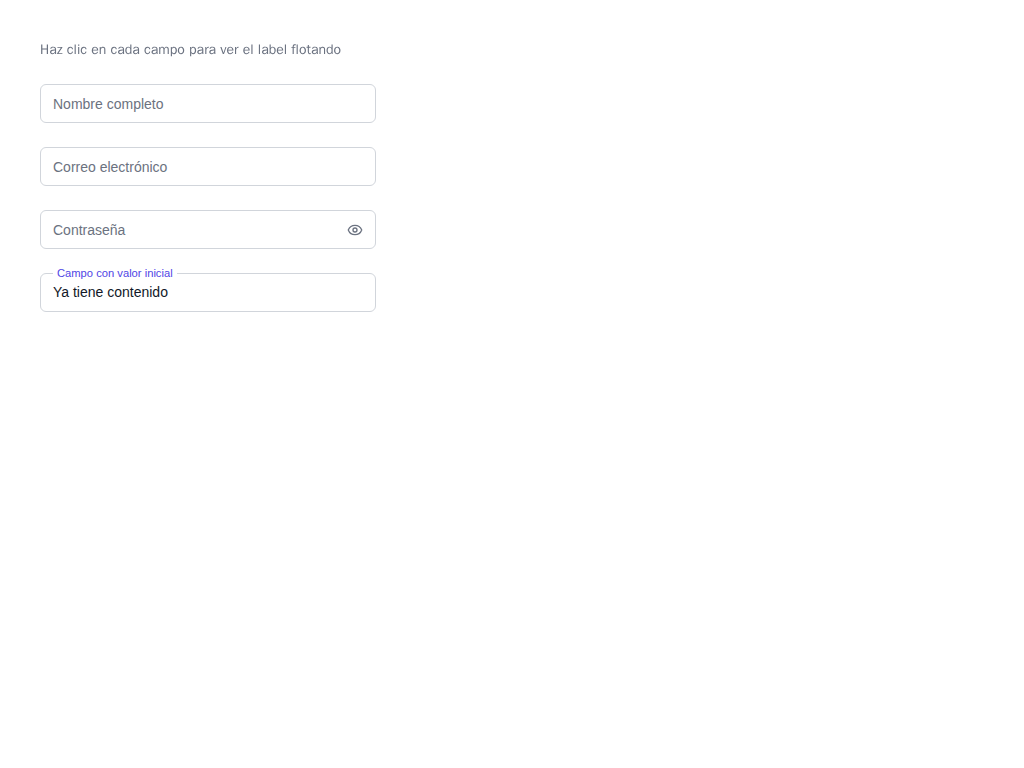 Haz clic en cada campo para ver el label flotando
Nombre completo
Correo electrónico
Contraseña
Campo con valor inicial
Ya tiene contenido